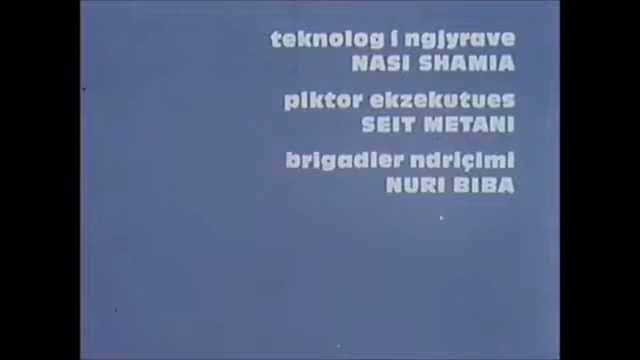 teknolog i ngjyrave
NASI SHAMIA
piktor ekzekutues
SEIT METANI
brigadier ndriçimi
NURI BIBA